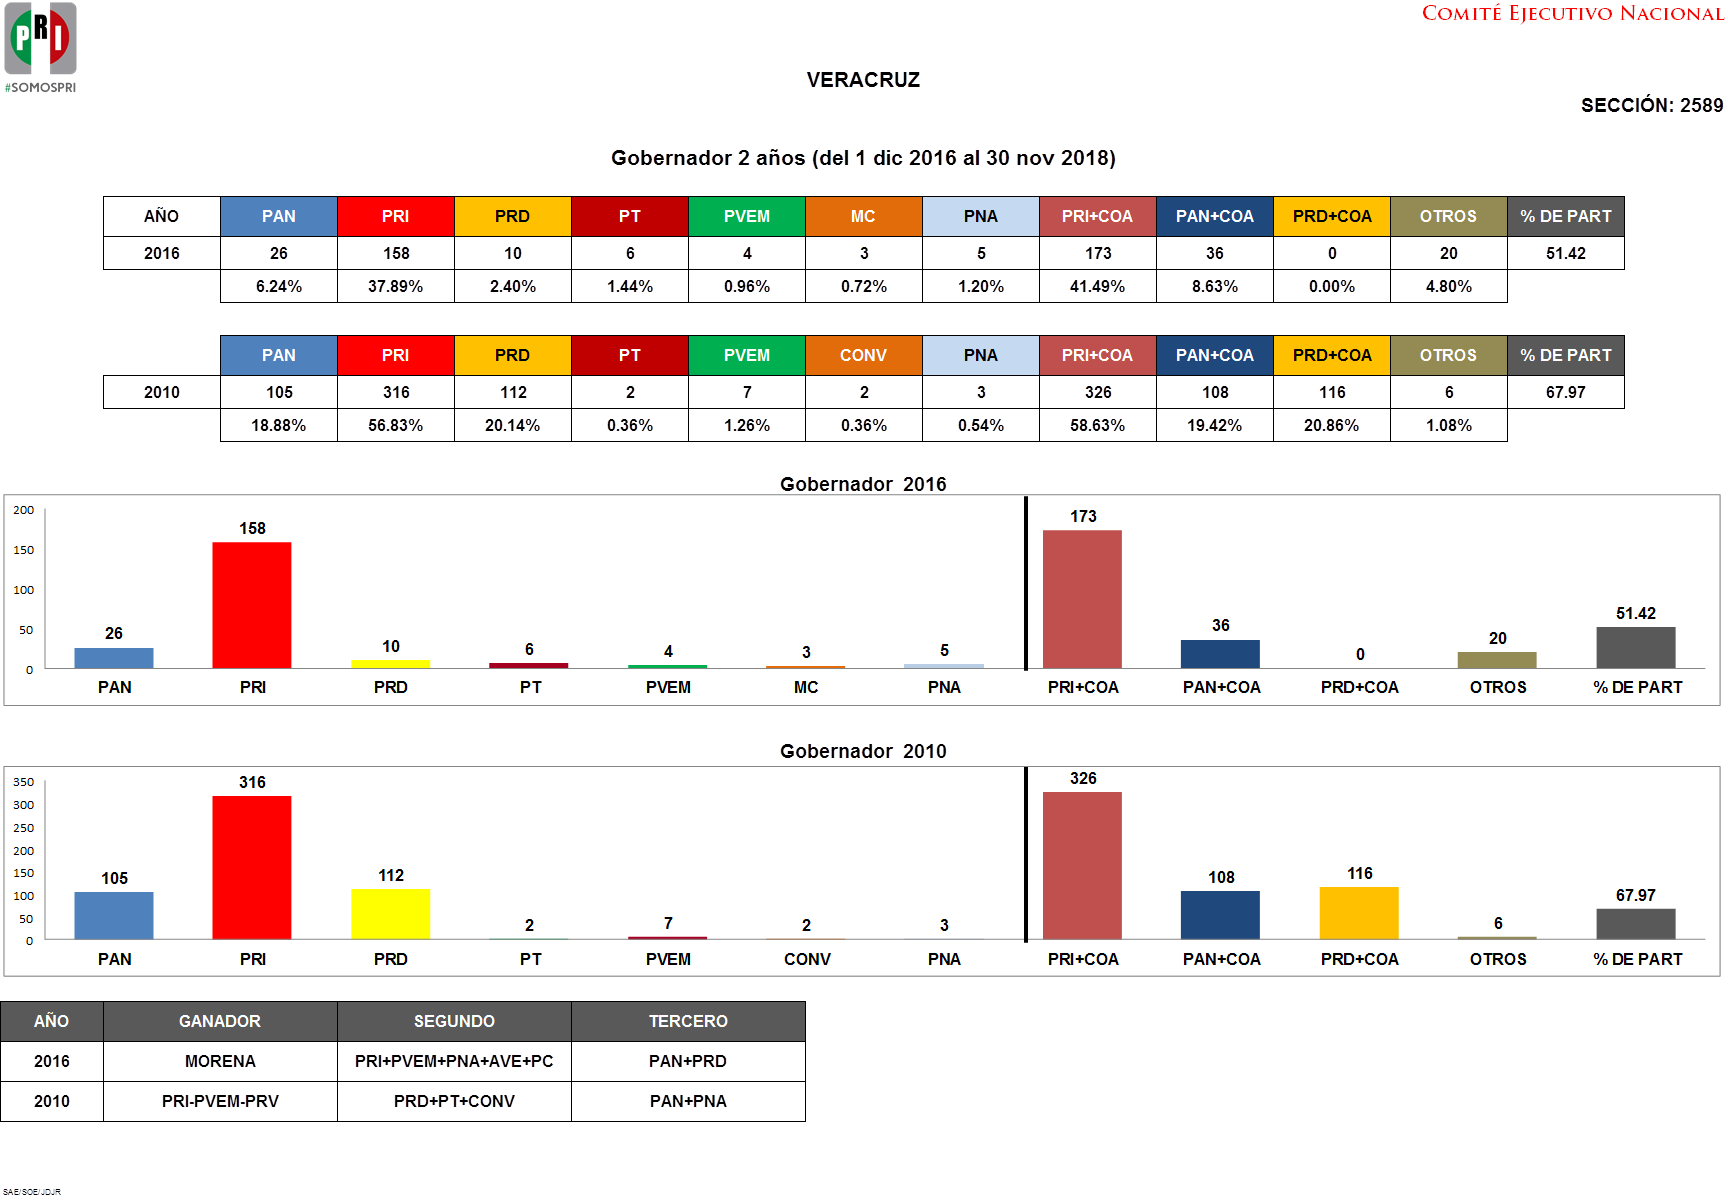 PRI
#SOMOSPRI
COMITÉ EJECUTIVO NACIONAL
VERACRUZ
SECCIÓN: 2589
Gobernador 2 años (del 1 dic 2016 al 30 nov 2018)
AÑO PAN PRI PRD PT PVEM MC PNA PRI+COA PAN+COA PRD+COA OTROS % DE PART
2016 26 158 10 6 4 3 5 173 36 0 20 51.42
6.24% 37.89% 2.40% 1.44% 0.96% 0.72% 1.20% 41.49% 8.63% 0.00% 4.80%
PAN PRI PRD PT PVEM CONV PNA PRI+COA PAN+COA PRD+COA OTROS % DE PART
2010 105 316 112 2 7 2 3 326 108 116 6 67.97
18.88% 56.83% 20.14% 0.36% 1.26% 0.36% 0.54% 58.63% 19.42% 20.86% 1.08%
Gobernador 2016
200
150
100
50
0
26 158 10 6 4 3 5 173 36 0 20 51.42
PAN PRI PRD PT PVEM MC PNA PRI+COA PAN+COA PRD+COA OTROS % DE PART
Gobernador 2010
350
300
250
200
150
100
50
0
105 316 112 2 7 2 3 326 108 116 6 67.97
PAN PRI PRD PT PVEM CONV PNA PRI+COA PAN+COA PRD+COA OTROS % DE PART
AÑO GANADOR SEGUNDO TERCERO
2016 MORENA PRI+PVEM+PNA+AVE+PC PAN+PRD
2010 PRI-PVEM-PRV PRD+PT+CONV PAN+PNA
SAE/SOE/JDJR